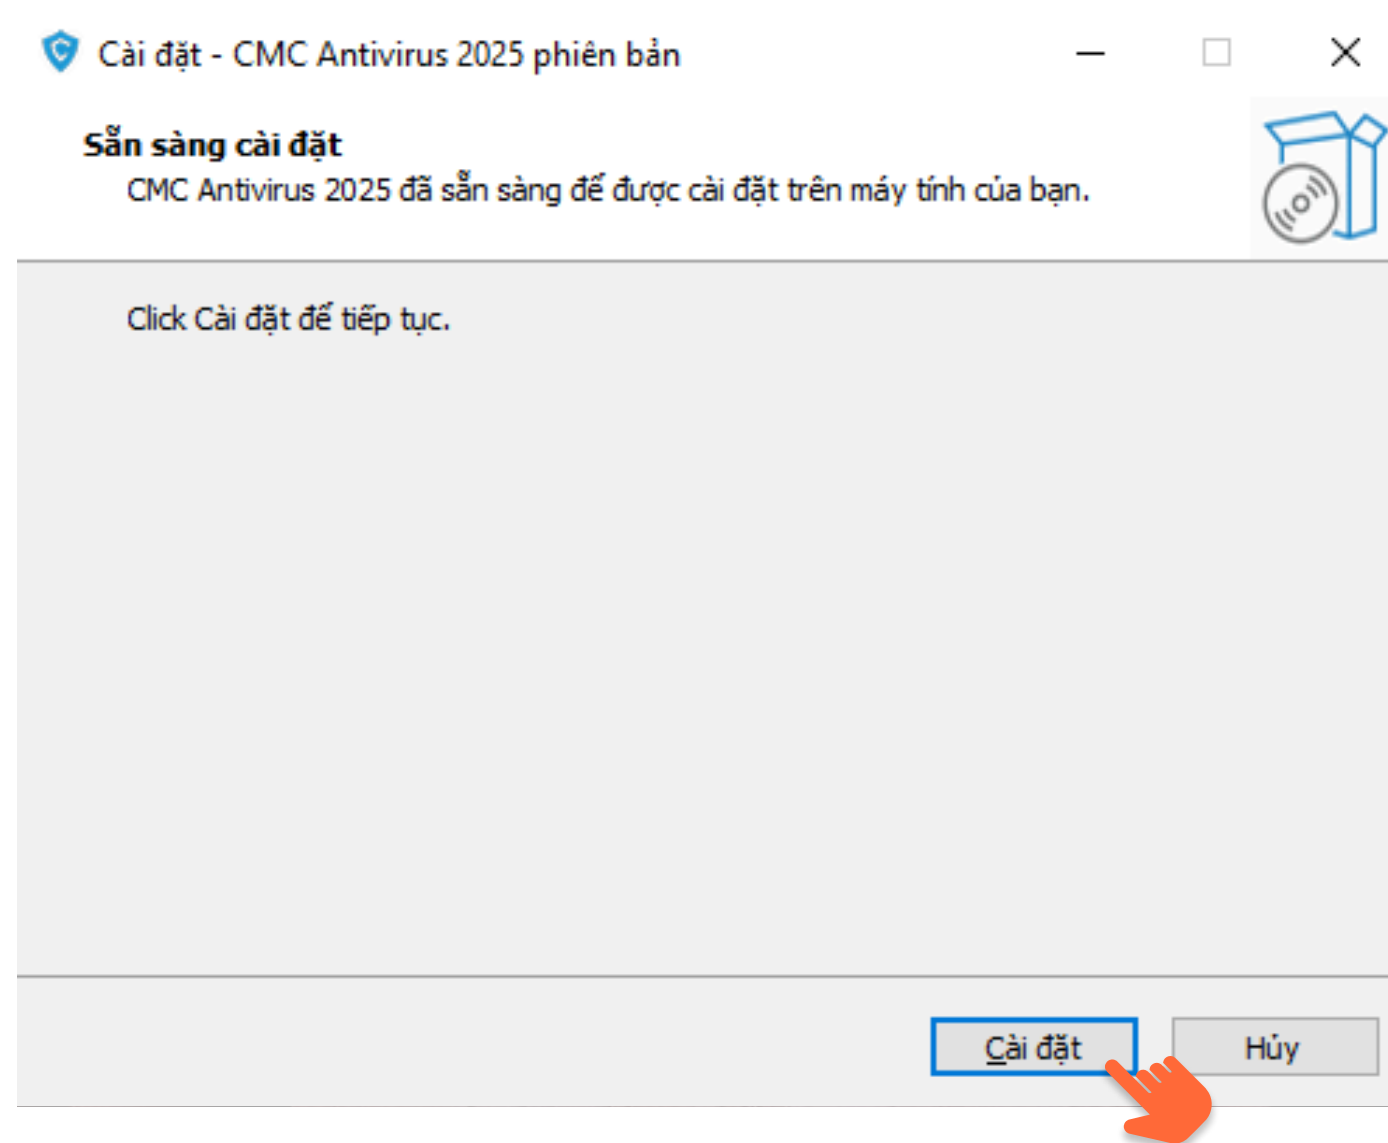 Cài đặt - CMC Antivirus 2025 phiên bản
Sẵn sàng cài đặt
CMC Antivirus 2025 đã sẵn sàng để được cài đặt trên máy tính của bạn.
Click Cài đặt để tiếp tục.
Cài đặt
Hủy